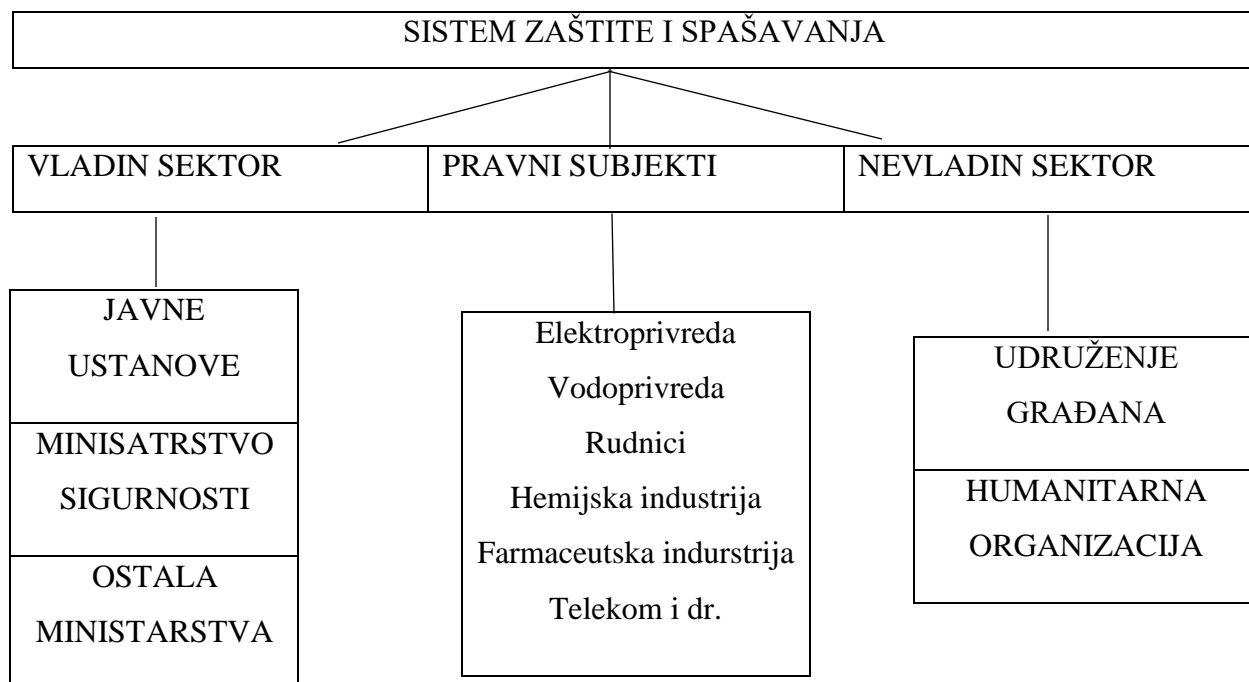 SISTEM ZAŠTITE I SPAŠAVANJA
VLADIN SEKTOR
PRAVNI SUBJEKTI
NEVLADIN SEKTOR
JAVNE
USTANOVE
MINISATRSTVO
SIGURNOSTI
OSTALA
MINISTARSTVA
Elektroprivreda
Vodoprivreda
Rudnici
Hemijska industrija
Farmaceutska indurstrija
Telekom i dr.
UDRUŽENJE
GRAĐANA
HUMANITARNA
ORGANIZACIJA